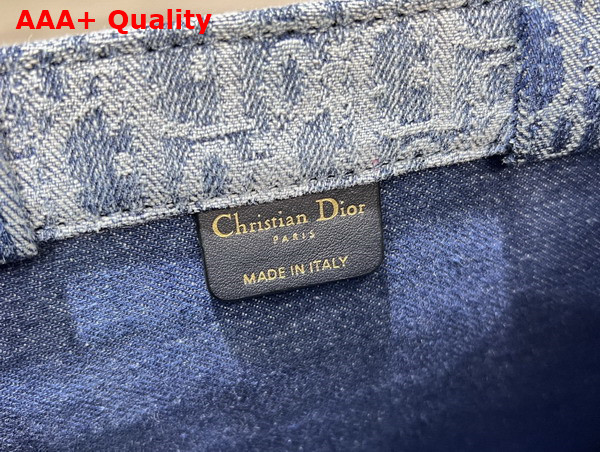 AAA+ Quality
Christian Dior
PARIS
MADE IN ITALY